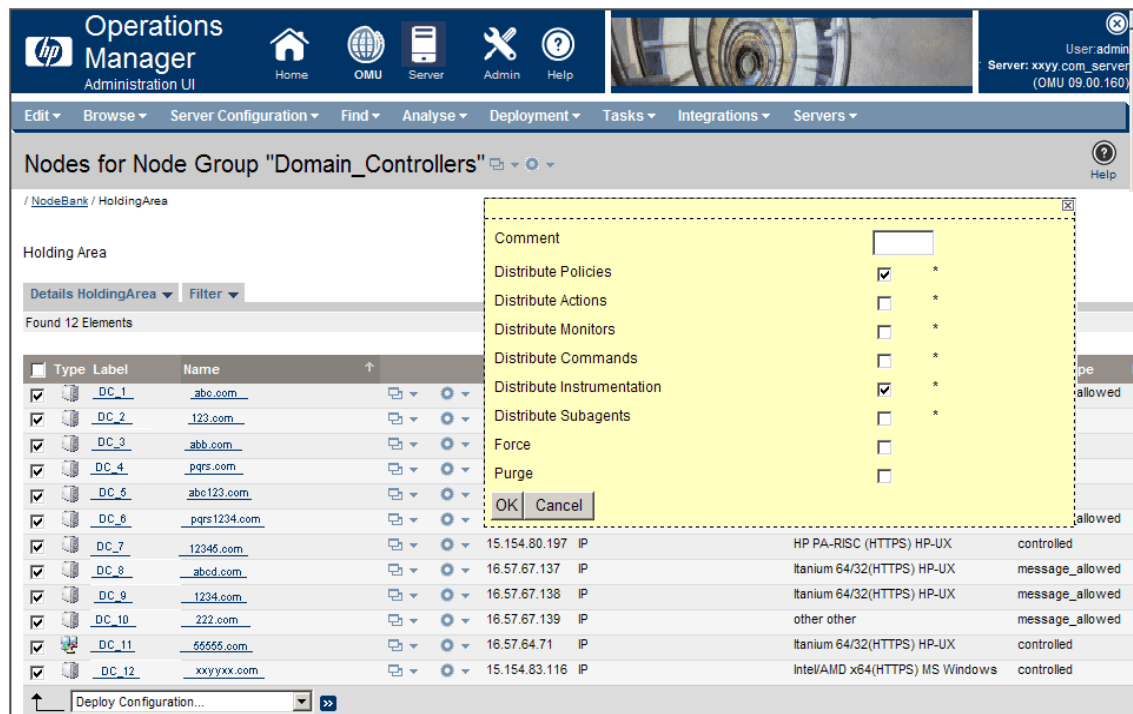 Operations
Manager
Administration UI
hp
Home
OMU
Server
Admin
Help
User:admin
Server: xxyy.com_server
(OMU 09.00.160)
Edit Browse Server Configuration Find Analyse Deployment Tasks Integrations Servers
Nodes for Node Group "Domain_Controllers"
Help
/ NodeBank / HoldingArea
Holding Area
Details HoldingArea Filter
Found 12 Elements
Comment
Distribute Policies *
Distribute Actions *
Distribute Monitors *
Distribute Commands *
Distribute Instrumentation *
Distribute Subagents *
Force
Purge
OK Cancel
Type Label Name pe
DC_1 abc.com allowed
DC_2 123.com
DC_3 abb.com
DC_4 pqrs.com
DC_5 abc123.com
DC_6 pqrs1234.com allowed
DC_7 12345.com 15.154.80.197 IP HP PA-RISC (HTTPS) HP-UX controlled
DC_8 abcd.com 16.57.67.137 IP Itanium 64/32(HTTPS) HP-UX message_allowed
DC_9 1234.com 16.57.67.138 IP Itanium 64/32(HTTPS) HP-UX message_allowed
DC_10 222.com 16.57.67.139 IP other other message_allowed
DC_11 55555.com 16.57.64.71 IP Itanium 64/32(HTTPS) HP-UX controlled
DC_12 xxyyxx.com 15.154.83.116 IP Intel/AMD x64(HTTPS) MS Windows controlled
Deploy Configuration...